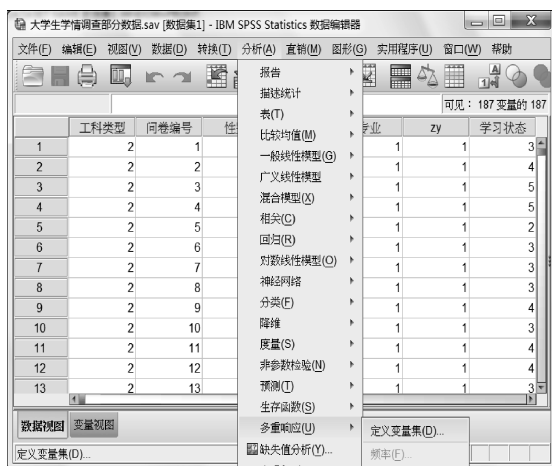 大学生学情调查部分数据.sav [数据集1] - IBM SPSS Statistics 数据编辑器
文件(F) 编辑(E) 视图(V) 数据(D) 转换(T) 分析(A) 直销(M) 图形(G) 实用程序(U) 窗口(W) 帮助
可见： 187 变量的 187
工科类型 问卷编号 性 专业 zy 学习状态
1 2 1 1 1 3
2 2 2 1 1 4
3 2 3 1 1 5
4 2 4 1 1 5
5 2 5 1 1 2
6 2 6 1 1 3
7 2 7 1 1 3
8 2 8 1 1 3
9 2 9 1 1 4
10 2 10 1 1 3
11 2 11 1 1 4
12 2 12 1 1 4
13 2 13 1 1 3
报告
描述统计
表(T)
比较均值(M)
一般线性模型(G)
广义线性模型
混合模型(X)
相关(C)
回归(R)
对数线性模型(O)
神经网络
分类(F)
降维
度量(S)
非参数检验(N)
预测(T)
生存函数(S)
多重响应(U)
缺失值分析(Y)...
定义变量集(D)...
频率(F)...
数据视图 变量视图
定义变量集(D)...